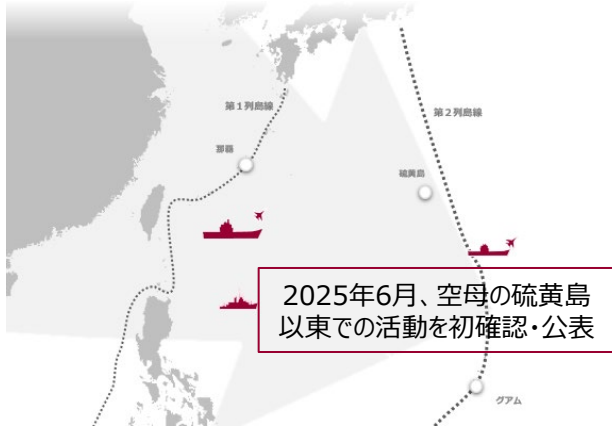 第1列島線
第2列島線
那覇
硫黄島
2025年6月、空母の硫黄島
以東での活動を初確認・公表
グアム